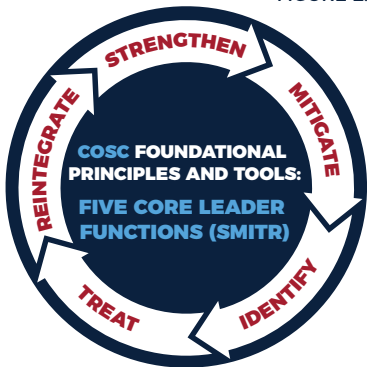 STRENGTHEN
MITIGATE
IDENTIFY
TREAT
REINTEGRATE
COSC FOUNDATIONAL
PRINCIPLES AND TOOLS:
FIVE CORE LEADER
FUNCTIONS (SMITR)